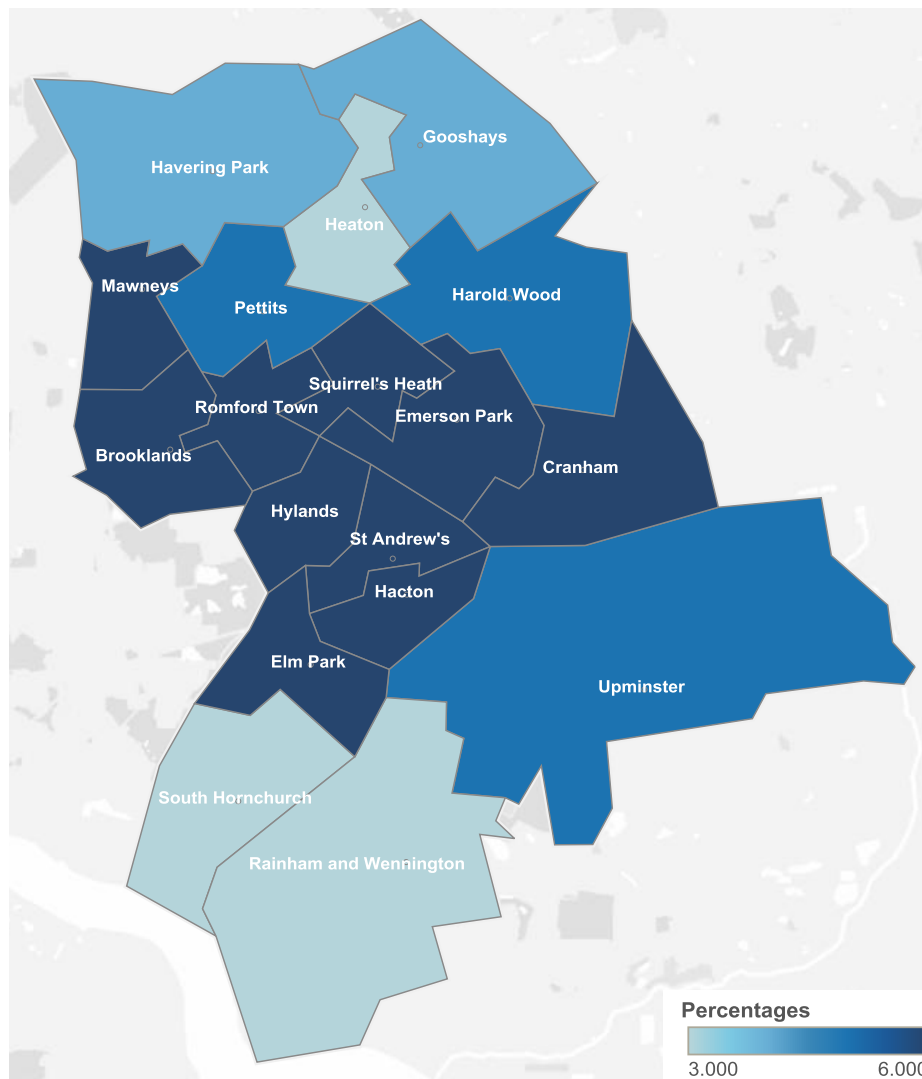 Gooshays
Havering Park
Heaton
Mawneys
Harold Wood
Pettits
Squirrel's Heath
Romford Town
Emerson Park
Brooklands
Cranham
Hylands
St Andrew's
Hacton
Elm Park
Upminster
South Hornchurch
Rainham and Wennington
Percentages
3.000 6.000